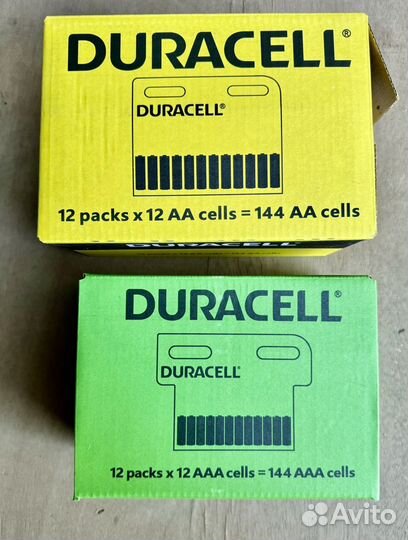 DURACELL®
DURACELL®
12 packs x 12 AA cells = 144 AA cells
DURACELL
DURACELL®
DURACELL®
12 packs x 12 AAA cells = 144 AAA cells
Avito